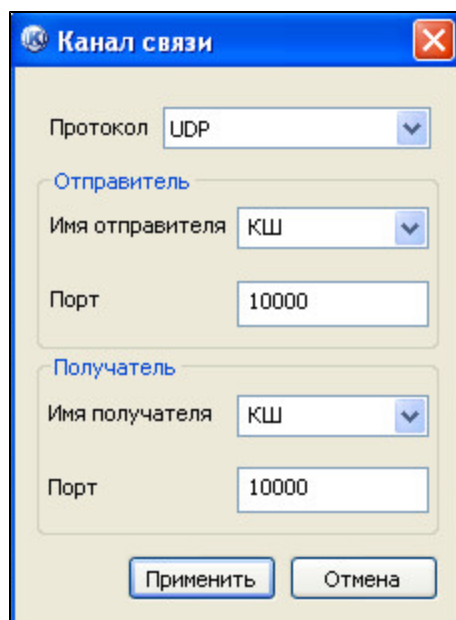 Канал связи
Протокол UDP
Отправитель
Имя отправителя КШ
Порт 10000
Получатель
Имя получателя КШ
Порт 10000
Применить Отмена